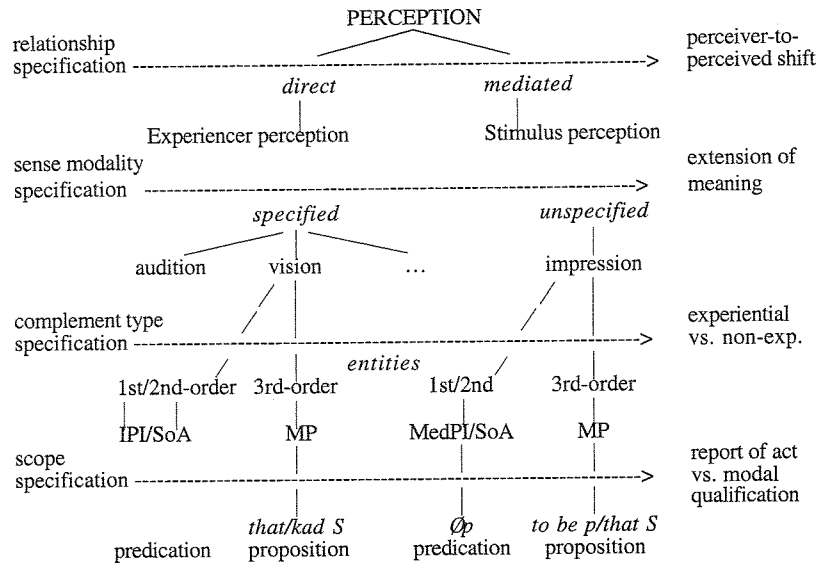 PERCEPTION
relationship
specification
perceiver-to-
perceived shift
direct mediated
Experiencer perception Stimulus perception
sense modality
specification
extension of
meaning
specified unspecified
audition vision ... impression
complement type
specification
experiential
vs. non-exp.
entities
1st/2nd-order 3rd-order 1st/2nd 3rd-order
IPI/SoA MP MedPI/SoA MP
scope
specification
report of act
vs. modal
qualification
that/kad S Øp to be p/that S
predication proposition predication proposition